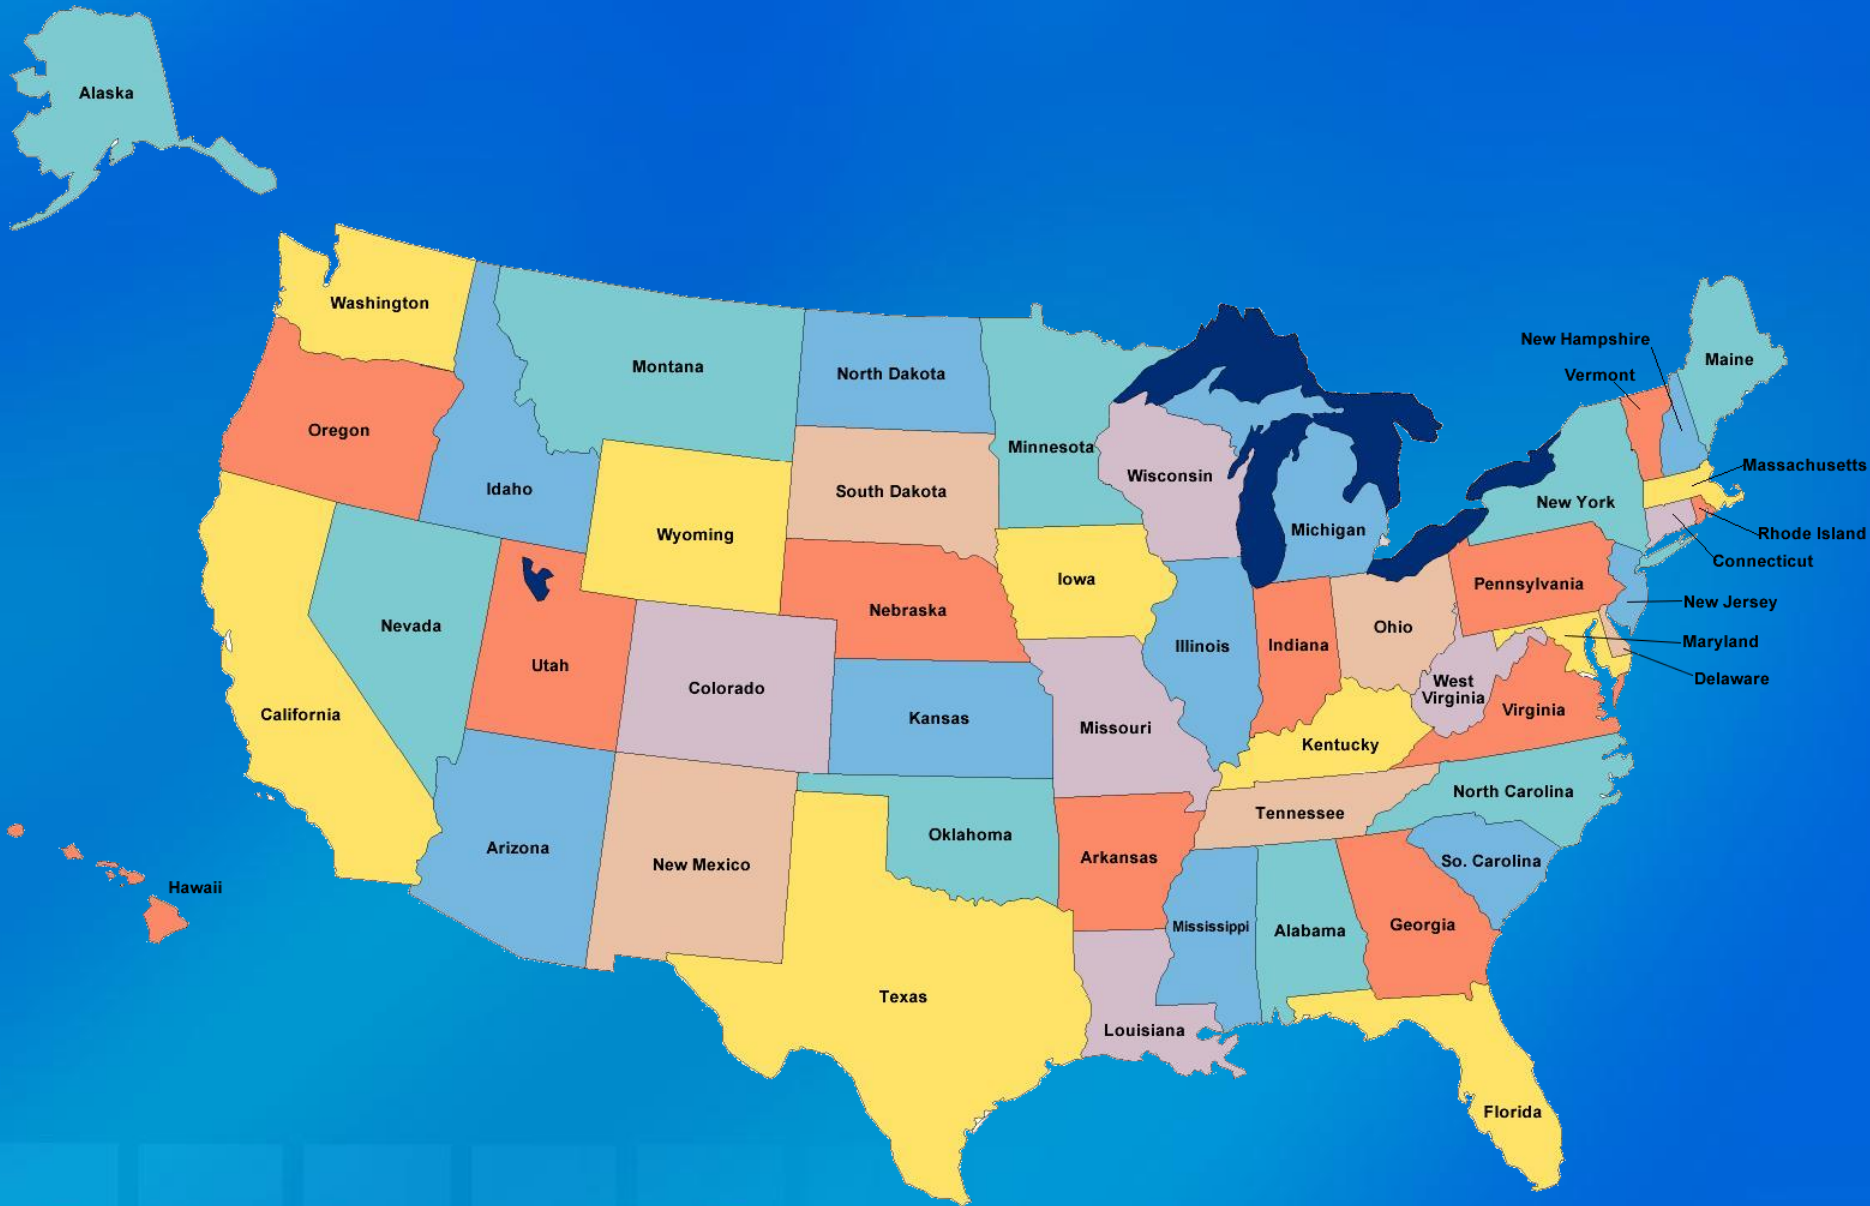 Alaska
Washington
Montana
North Dakota
Minnesota
New Hampshire
Vermont
Maine
Oregon
Idaho
Wyoming
South Dakota
Wisconsin
Michigan
New York
Massachusetts
Rhode Island
Connecticut
Nevada
Utah
Nebraska
Iowa
Illinois
Indiana
Ohio
Pennsylvania
New Jersey
Maryland
Delaware
California
Colorado
Kansas
Missouri
Kentucky
West
Virginia
Virginia
Arizona
New Mexico
Oklahoma
Arkansas
Tennessee
North Carolina
So. Carolina
Hawaii
Texas
Louisiana
Mississippi
Alabama
Georgia
Florida